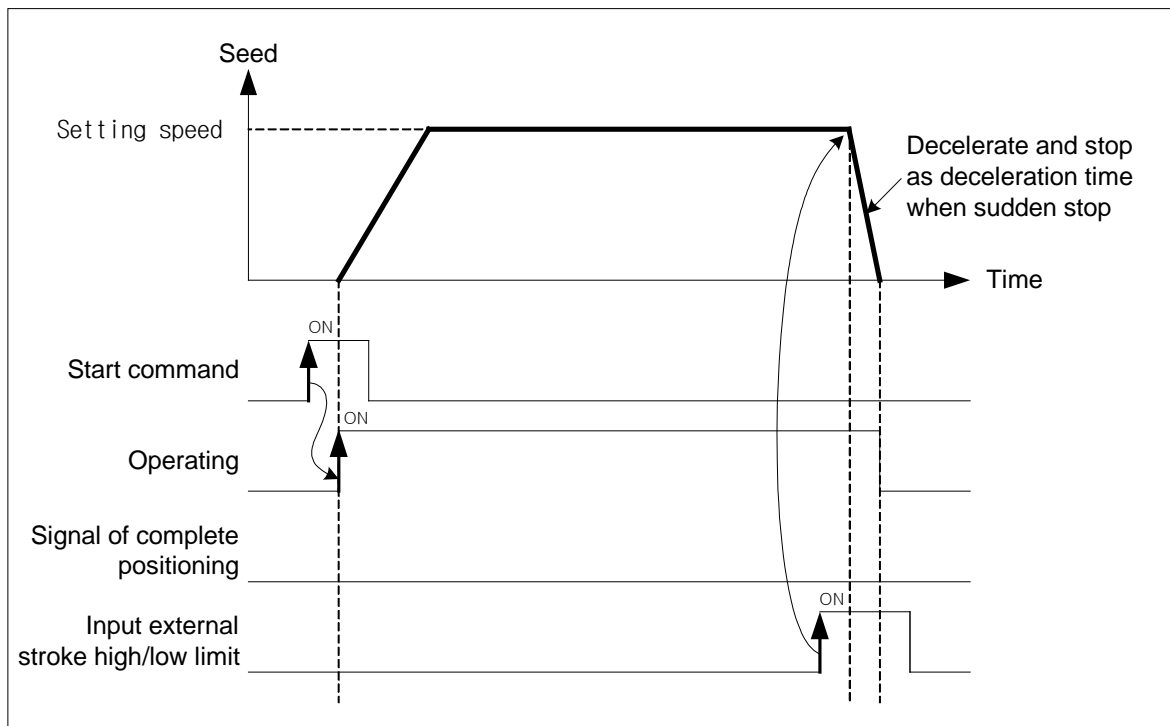 Seed
Setting speed
Decelerate and stop
as deceleration time
when sudden stop
Time
ON
Start command
ON
Operating
Signal of complete
positioning
ON
Input external
stroke high/low limit